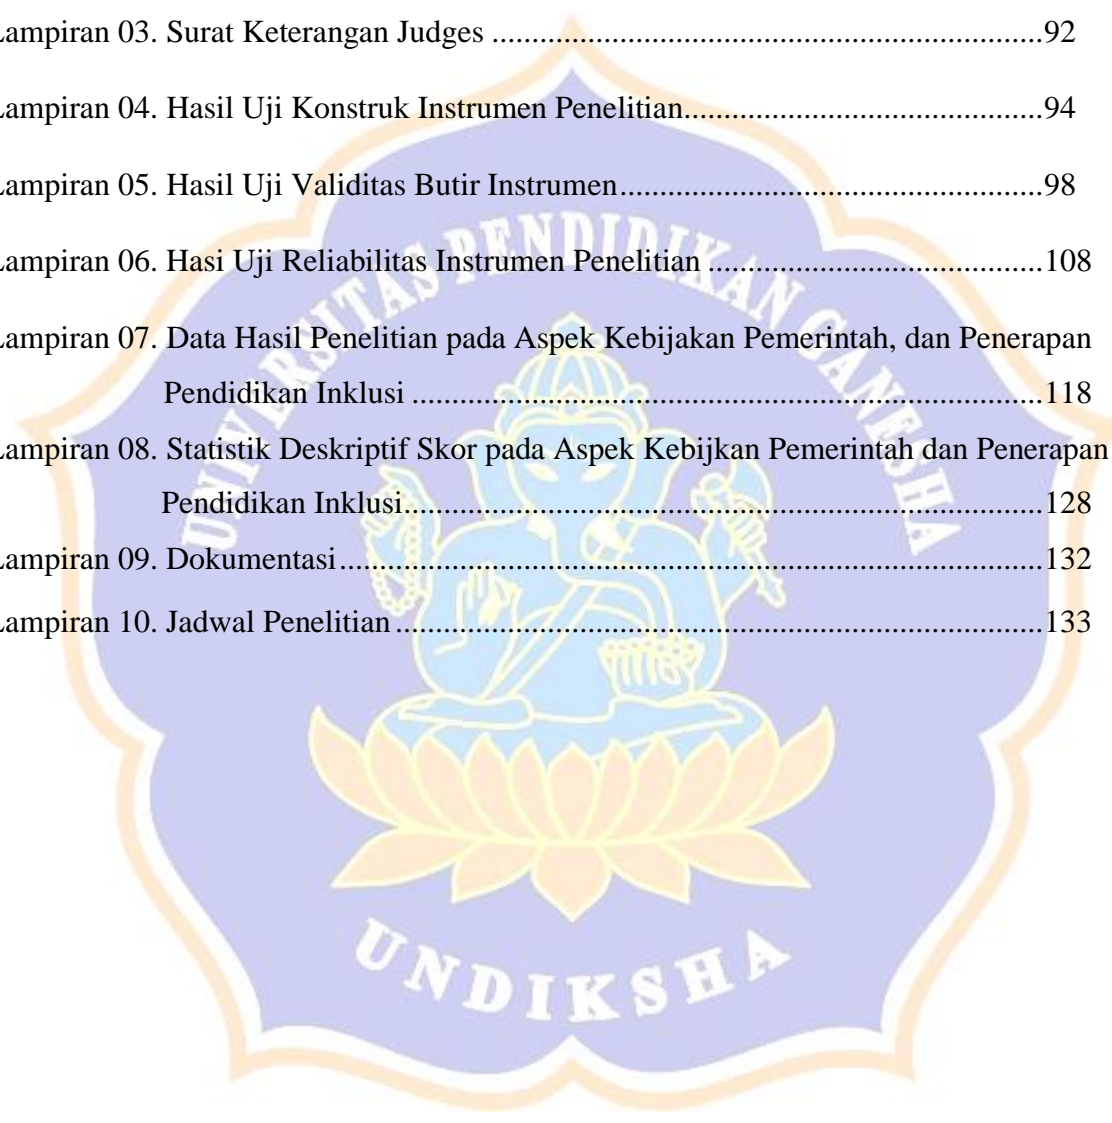 Lampiran 03. Surat Keterangan Judges ......................................................................92
Lampiran 04. Hasil Uji Konstruk Instrumen Penelitian..............................................94
Lampiran 05. Hasil Uji Validitas Butir Instrumen......................................................98
Lampiran 06. Hasi Uji Reliabilitas Instrumen Penelitian ..........................................108
Lampiran 07. Data Hasil Penelitian pada Aspek Kebijakan Pemerintah, dan Penerapan
Pendidikan Inklusi ................................................................................118
Lampiran 08. Statistik Deskriptif Skor pada Aspek Kebijkan Pemerintah dan Penerapan
Pendidikan Inklusi.................................................................................128
Lampiran 09. Dokumentasi.........................................................................................132
Lampiran 10. Jadwal Penelitian..................................................................................133
UNIVERSITAS PENDIDIKAN GANESHA
UNDIKSHA